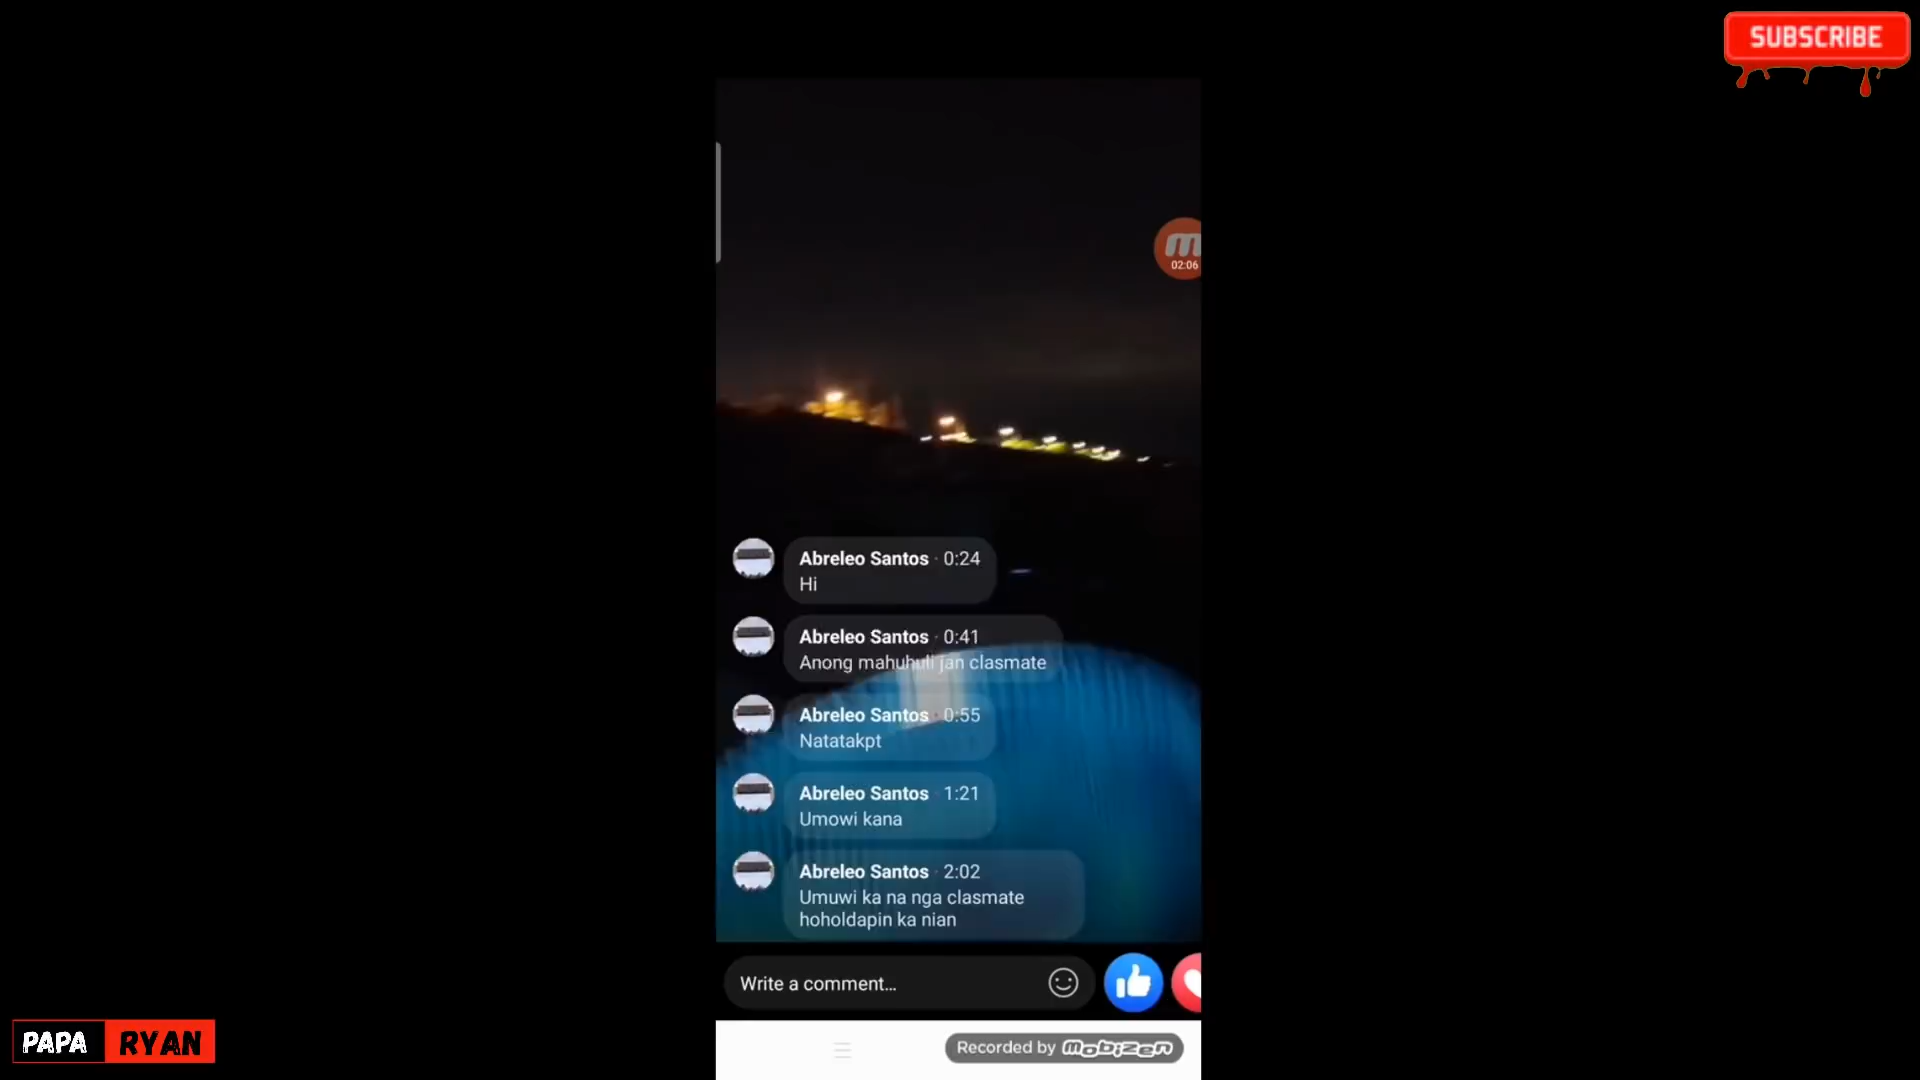 SUBSCRIBE
m
02:06
Abreleo Santos · 0:24
Hi
Abreleo Santos · 0:41
Anong mahuhuli jan clasmate
Abreleo Santos · 0:55
Natatakpt
Abreleo Santos · 1:21
Umowi kana
Abreleo Santos · 2:02
Umuwi ka na nga clasmate
hoholdapin ka nian
Write a comment...
PAPA RYAN
Recorded by mobizen